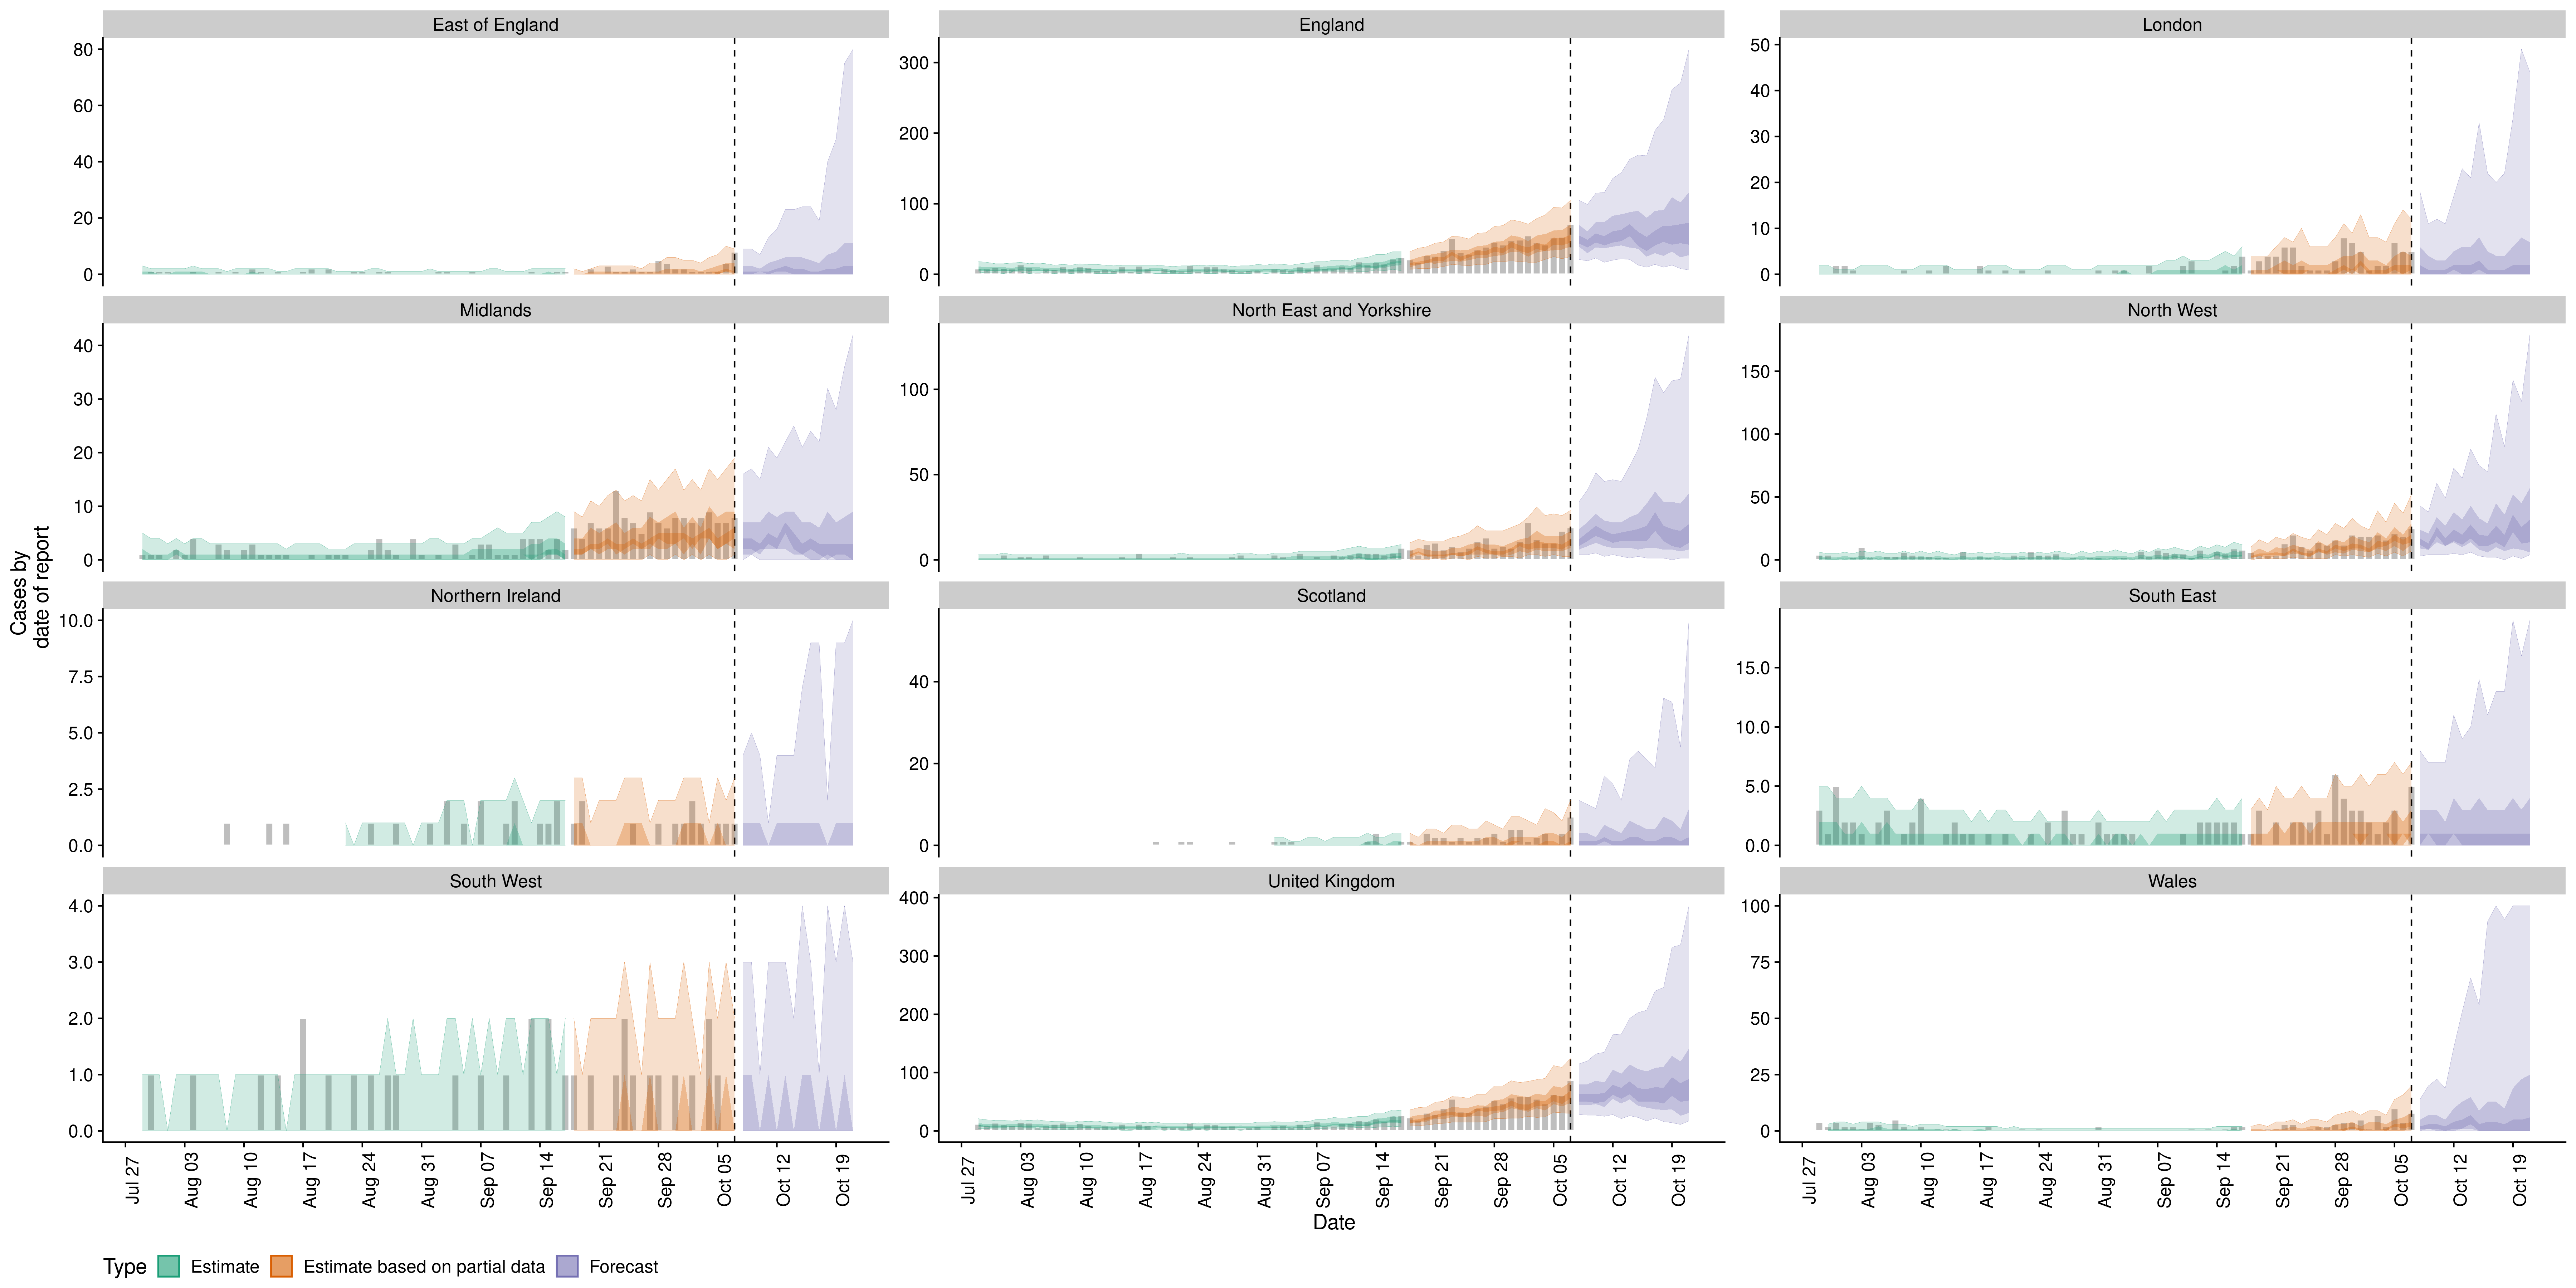 East of England
England
London
80
60
40
20
0
300
200
100
0
50
40
30
20
10
0
Midlands
North East and Yorkshire
North West
40
30
20
10
0
100
50
0
150
100
50
0
Cases by
date of report
Northern Ireland
Scotland
South East
10.0
7.5
5.0
2.5
0.0
40
20
0
15.0
10.0
5.0
0.0
South West
United Kingdom
Wales
4.0
3.0
2.0
1.0
0.0
400
300
200
100
0
100
75
50
25
0
Jul 27
Aug 03
Aug 10
Aug 17
Aug 24
Aug 31
Sep 07
Sep 14
Sep 21
Sep 28
Oct 05
Oct 12
Oct 19
Jul 27
Aug 03
Aug 10
Aug 17
Aug 24
Aug 31
Sep 07
Sep 14
Sep 21
Sep 28
Oct 05
Oct 12
Oct 19
Jul 27
Aug 03
Aug 10
Aug 17
Aug 24
Aug 31
Sep 07
Sep 14
Sep 21
Sep 28
Oct 05
Oct 12
Oct 19
Date
Type Estimate Estimate based on partial data Forecast